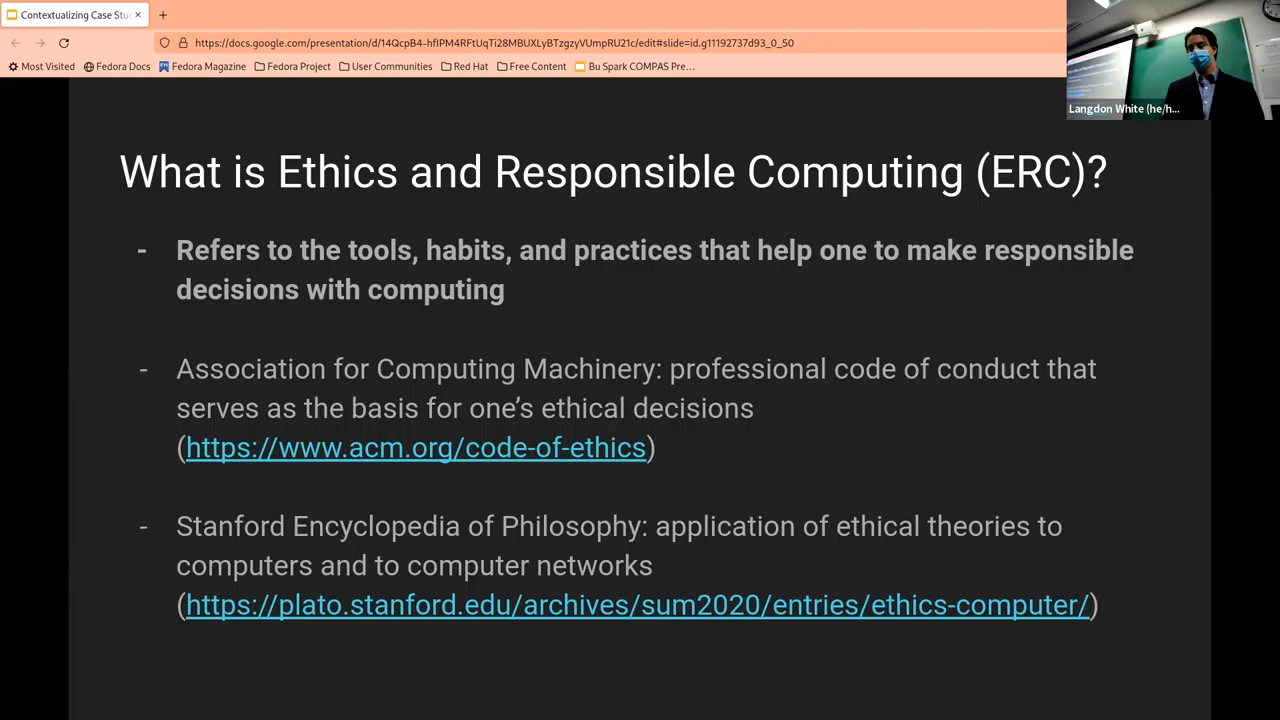 Contextualizing Case Stu
https://docs.google.com/presentation/d/14QcpB4-hfIPM4RFtUqTi28MBUXLyBTzgzyVUmpRU21c/edit#slide=id.g11192737d93_0_50
Most Visited Fedora Docs Fedora Magazine Fedora Project User Communities Red Hat Free Content Bu Spark COMPAS Pre…
Langdon White (he/h...
What is Ethics and Responsible Computing (ERC)?
- Refers to the tools, habits, and practices that help one to make responsible
decisions with computing
- Association for Computing Machinery: professional code of conduct that
serves as the basis for one’s ethical decisions
(https://www.acm.org/code-of-ethics)
- Stanford Encyclopedia of Philosophy: application of ethical theories to
computers and to computer networks
(https://plato.stanford.edu/archives/sum2020/entries/ethics-computer/)